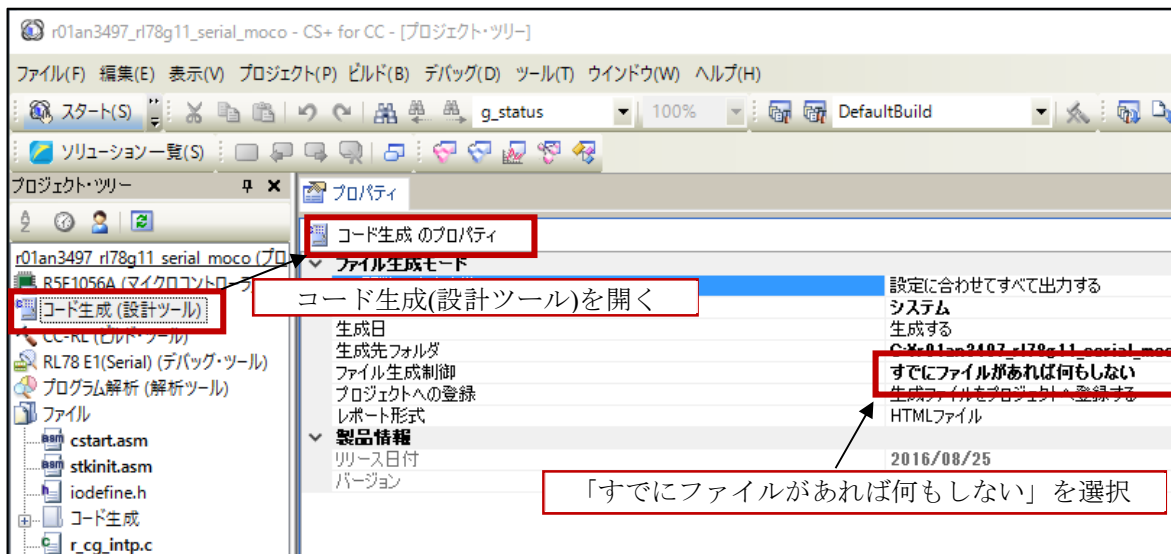 r01an3497_rl78g11_serial_moco - CS+ for CC - [プロジェクト・ツリー]
ファイル(F) 編集(E) 表示(V) プロジェクト(P) ビルド(B) デバッグ(D) ツール(T) ウインドウ(W) ヘルプ(H)
スタート(S) g_status 100% DefaultBuild
ソリューション一覧(S)
プロジェクト・ツリー
プロパティ
コード生成 のプロパティ
r01an3497_rl78g11_serial_moco (プロ
ファイル生成モード
R5F1056A (マイクロコントローラ
設定に合わせてすべて出力する
コード生成(設計ツール)を開く
コード生成 (設計ツール)
システム
生成日 生成する
CC-RL (ビルド・ツール)
生成先フォルダ C:¥r01an3497_rl78g11_serial_moc
RL78 E1(Serial) (デバッグ・ツール)
ファイル生成制御 すでにファイルがあれば何もしない
プログラム解析 (解析ツール)
プロジェクトへの登録 生成ファイルをプロジェクトへ登録する
ファイル
レポート形式 HTMLファイル
cstart.asm
製品情報
stkinit.asm
リリース日付 2016/08/25
バージョン
iodefine.h
「すでにファイルがあれば何もしない」を選択
コード生成
r_cg_intp.c